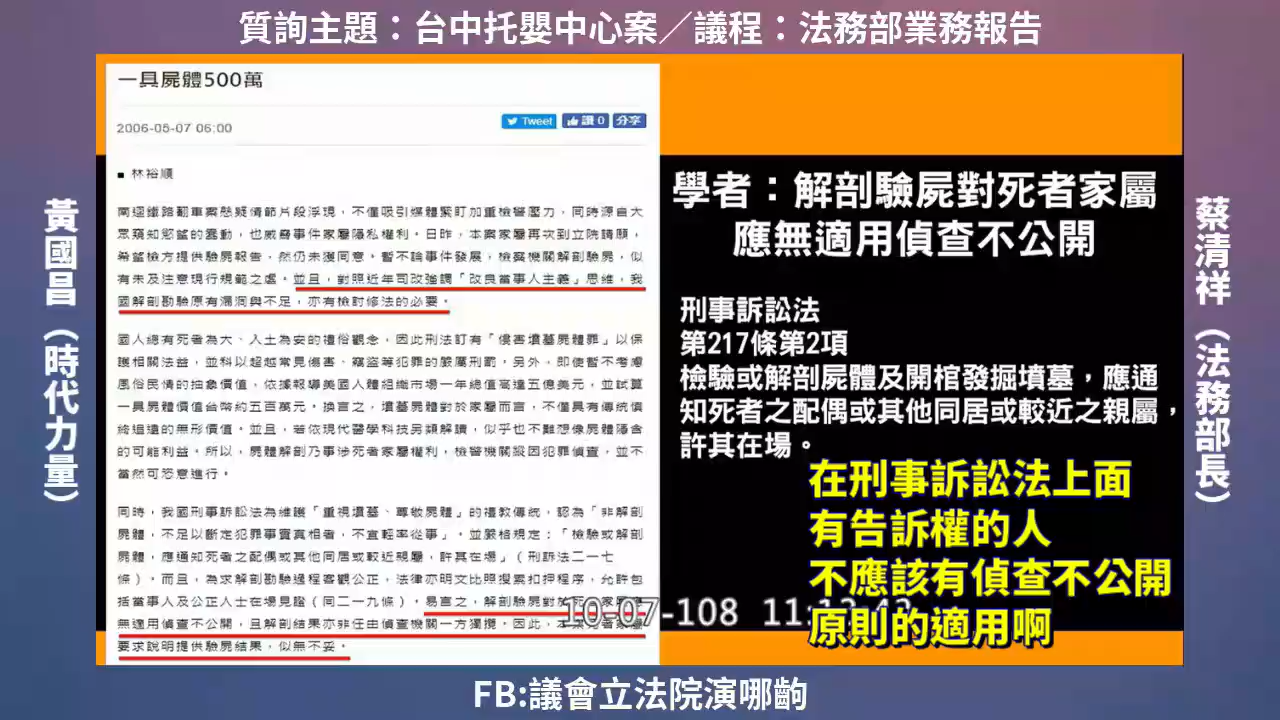 質詢主題：台中托嬰中心案／議程：法務部業務報告
黃國昌（時代力量）
一具屍體500萬
2006-05-07 06:00
Tweet
讚 0
分享
■ 林裕順
南迴鐵路翻車案懸疑情節片段浮現，不僅吸引媒體緊盯加重檢警壓力，同時源自大
眾窺知慾望的蠢動，也威脅事件家屬隱私權利。日昨，本案家屬再次到立院請願，
希望檢方提供驗屍報告，然仍未獲同意。暫不論事件發展，檢察機關解剖驗屍，似
有未及注意現行規範之處。並且，對照近年司改強調「改良當事人主義」思維，我
國解剖勘驗原有漏洞與不足，亦有檢討修法的必要。
國人總有死者為大、入土為安的禮俗觀念，因此刑法訂有「侵害墳墓屍體罪」以保
護相關法益，並科以超越常見傷害、竊盜等犯罪的嚴厲刑罰。另外，即使暫不考慮
風俗民情的抽象價值，依據報導美國人體組織市場一年總值高達五億美元，並試算
一具屍體價值台幣約五百萬元。換言之，墳墓屍體對於家屬而言，不僅具有傳統慎
終追遠的無形價值。並且，若依現代醫學科技另類解讀，似乎也不難想像屍體隱含
的可能利益。所以，屍體解剖乃事涉死者家屬權利，檢警機關縱因犯罪偵查，並不
當然可恣意進行。
同時，我國刑事訴訟法為維護「重視墳墓、尊敬屍體」的禮教傳統，認為「非解剖
屍體，不足以斷定犯罪事實真相者，不宜輕率從事」。並嚴格規定：「檢驗或解剖
屍體，應通知死者之配偶或其他同居或較近親屬，許其在場」（刑訴法二一七
條）。而且，為求解剖勘驗過程客觀公正，法律亦明文比照搜索扣押程序，允許包
括當事人及公正人士在場見證（同二一九條）。易言之，解剖驗屍對於死者家屬
無適用偵查不公開，且解剖結果亦非任由偵查機關一方獨攬。因此，本案死者家屬
要求說明提供驗屍結果，似無不妥。
學者：解剖驗屍對死者家屬
應無適用偵查不公開
刑事訴訟法
第217條第2項
檢驗或解剖屍體及開棺發掘墳墓，應通
知死者之配偶或其他同居或較近之親屬，
許其在場。
在刑事訴訟法上面
有告訴權的人
不應該有偵查不公開
原則的適用啊
10-07-108
蔡清祥（法務部長）
FB:議會立法院演哪齣